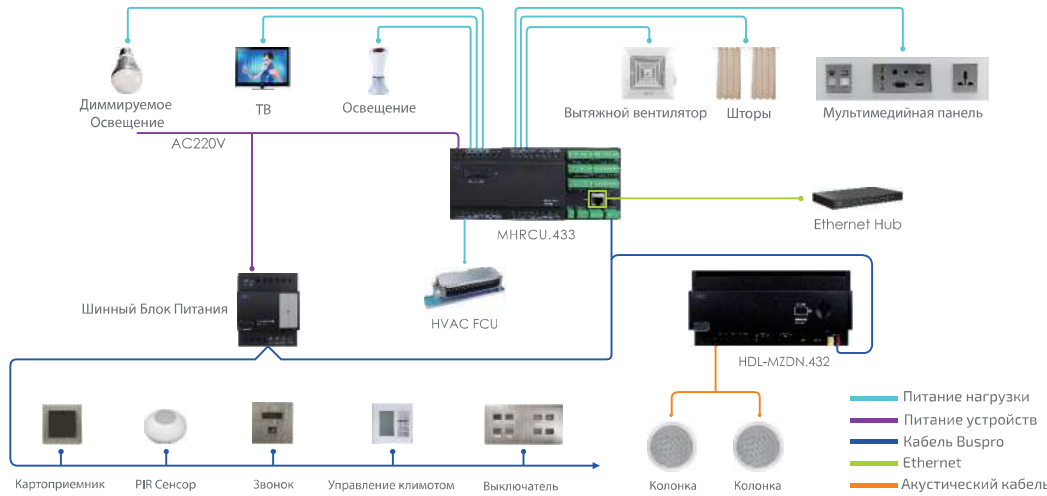 Диммируемое
Освещение
ТВ
Освещение
Вытяжной вентилятор
Шторы
Мультимедийная панель
AC220V
MHRCU.433
Ethernet Hub
Шинный Блок Питания
HVAC FCU
HDL-MZDN.432
Питание нагрузки
Питание устройств
Кабель Buspro
Ethernet
Акустический кабель
Картоприемник
PIR Сенсор
Звонок
Управление климотом
Выключатель
Колонка
Колонка